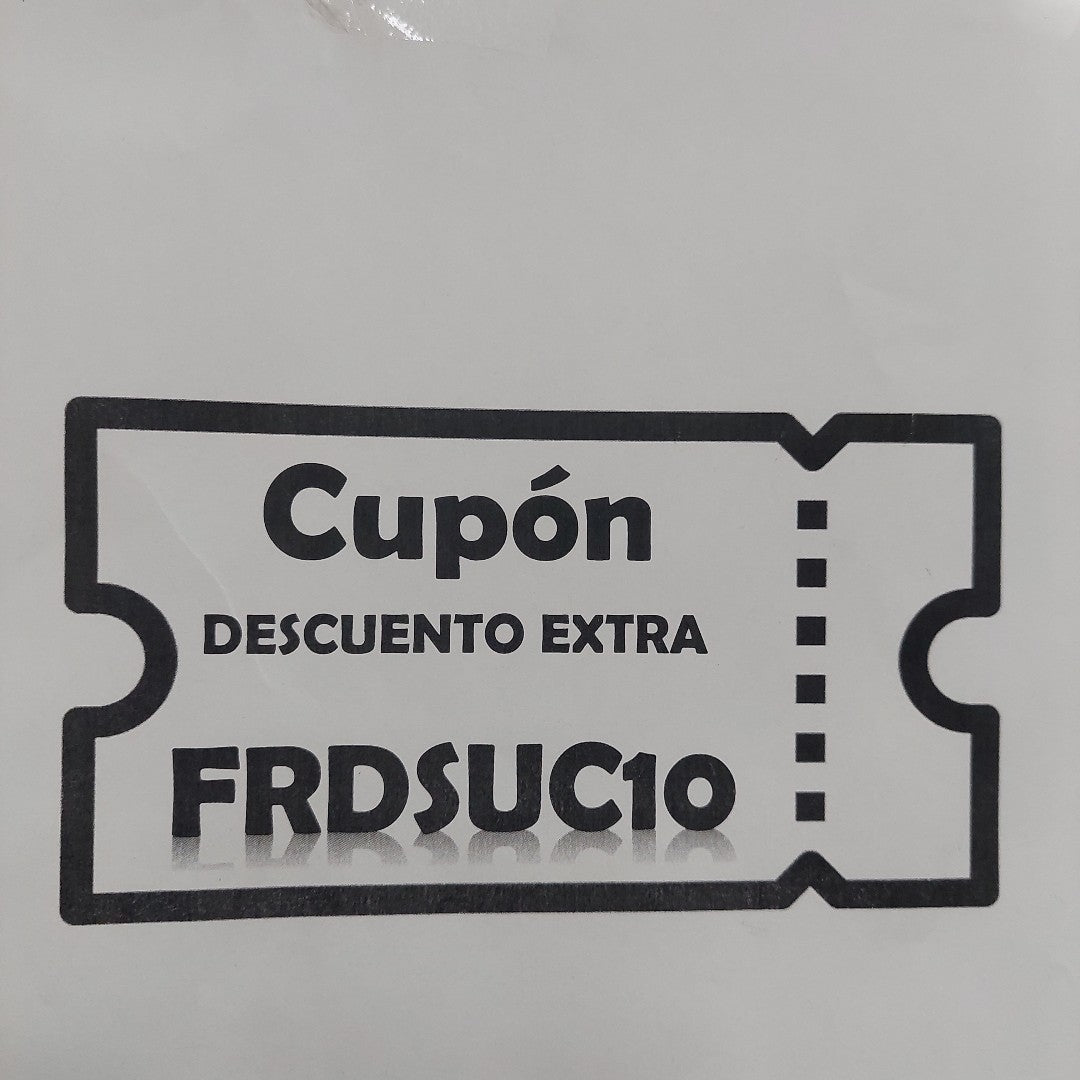 Cupón
DESCUENTO EXTRA
FRDSUC10